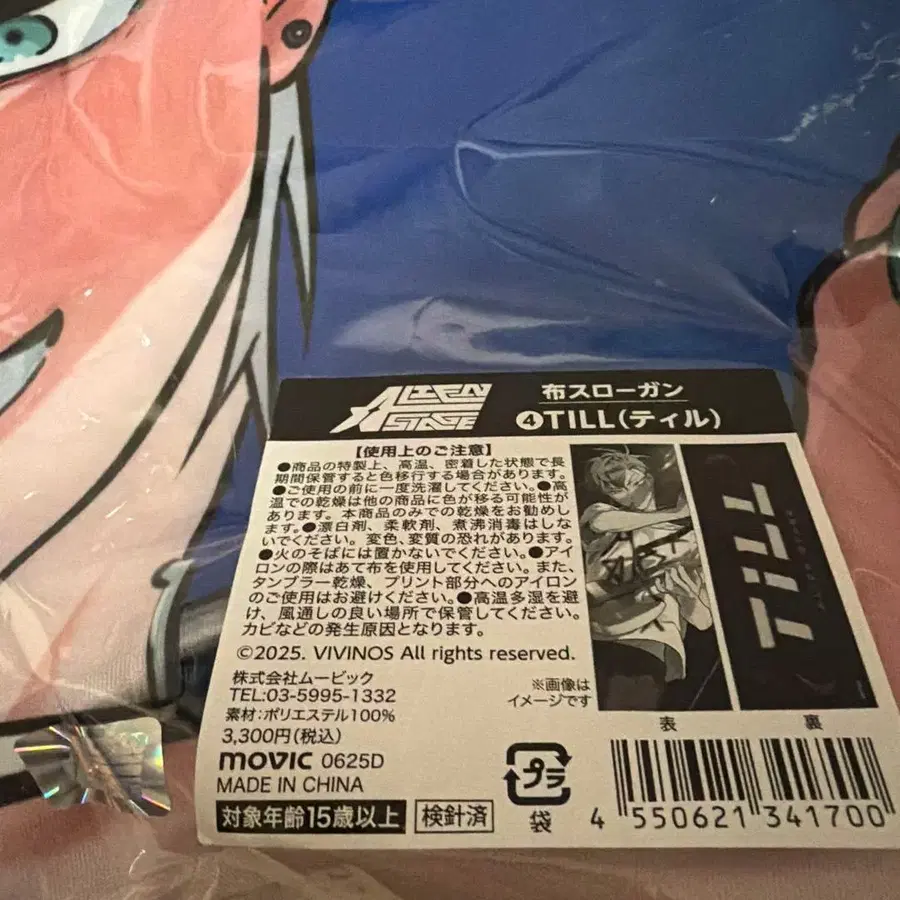 ALIEN STAGE
布スローガン
❹TILL(ティル)
【使用上のご注意】
●商品の特製上、高温、密着した状態で長
期間保管すると色移行する場合があります。
●ご使用の前に一度洗濯してください。●高
温での乾燥は他の商品に色が移る可能性が
あります。本商品のみでの乾燥をお勧めし
ます。●漂白剤、柔軟剤、煮沸消毒はしな
いでください。変色、変質の恐れがあります。
●火のそばには置かないでください。●アイ
ロンの際はあて布を使用してください。また、
タンブラー乾燥、プリント部分へのアイロン
のご使用はお避けください。●高温多湿を避
け、風通しの良い場所で保管してください。
カビなどの発生原因となります。
©2025. VIVINOS All rights reserved.
株式会社ムービック
TEL:03-5995-1332
素材:ポリエステル100%
3,300円(税込)
movic 0625D
MADE IN CHINA
対象年齢15歳以上
検針済
※画像は
イメージです
TiLL
表
裏
プラ
袋
4 550621 341700